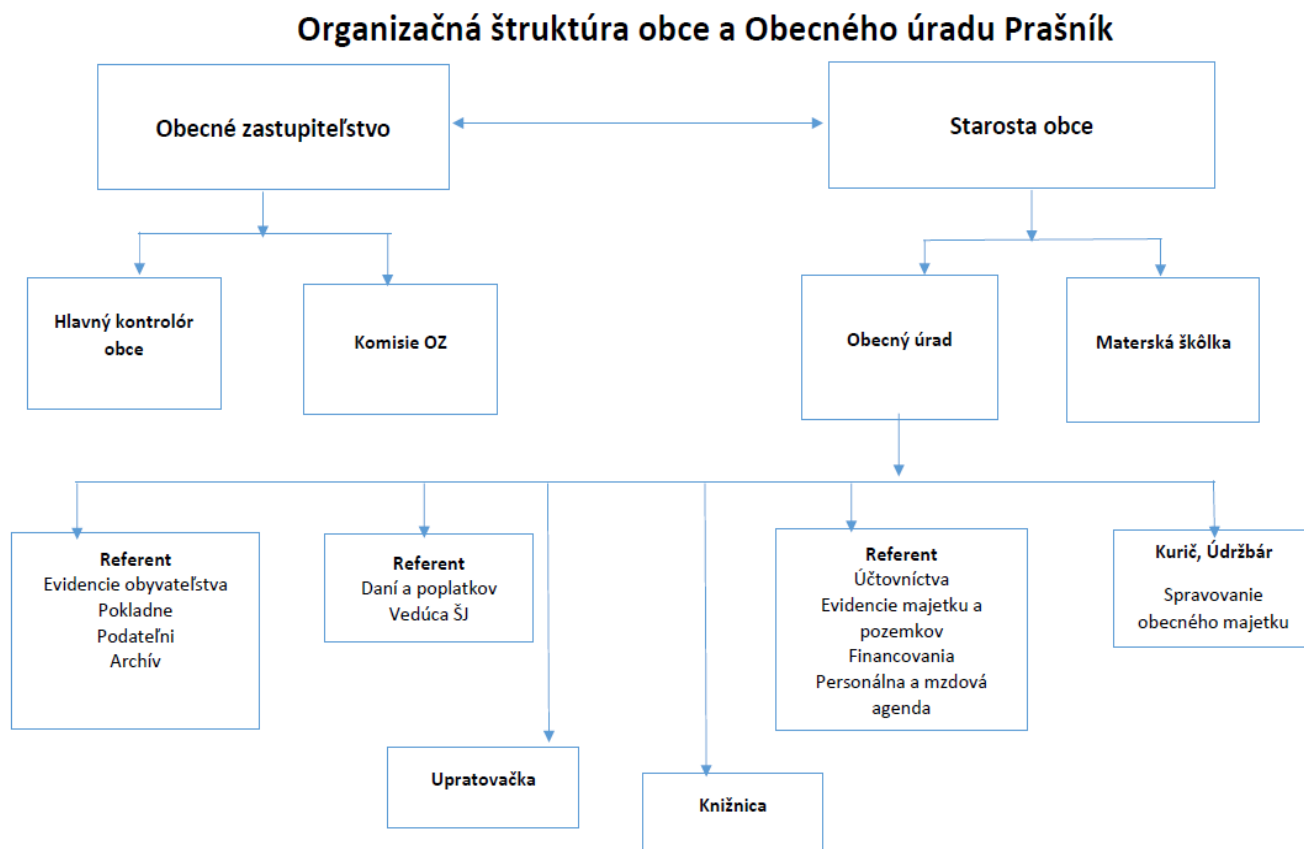 Organizačná štruktúra obce a Obecného úradu Prašník
Obecné zastupiteľstvo
Starosta obce
Hlavný kontrolór
obce
Komisie OZ
Obecný úrad
Materská škôlka
Referent
Evidencie obyvateľstva
Pokladne
Podateľni
Archív
Referent
Daní a poplatkov
Vedúca ŠJ
Referent
Účtovníctva
Evidencie majetku a
pozemkov
Financovania
Personálna a mzdová
agenda
Kurič, Údržbár
Spravovanie
obecného majetku
Upratovačka
Knižnica